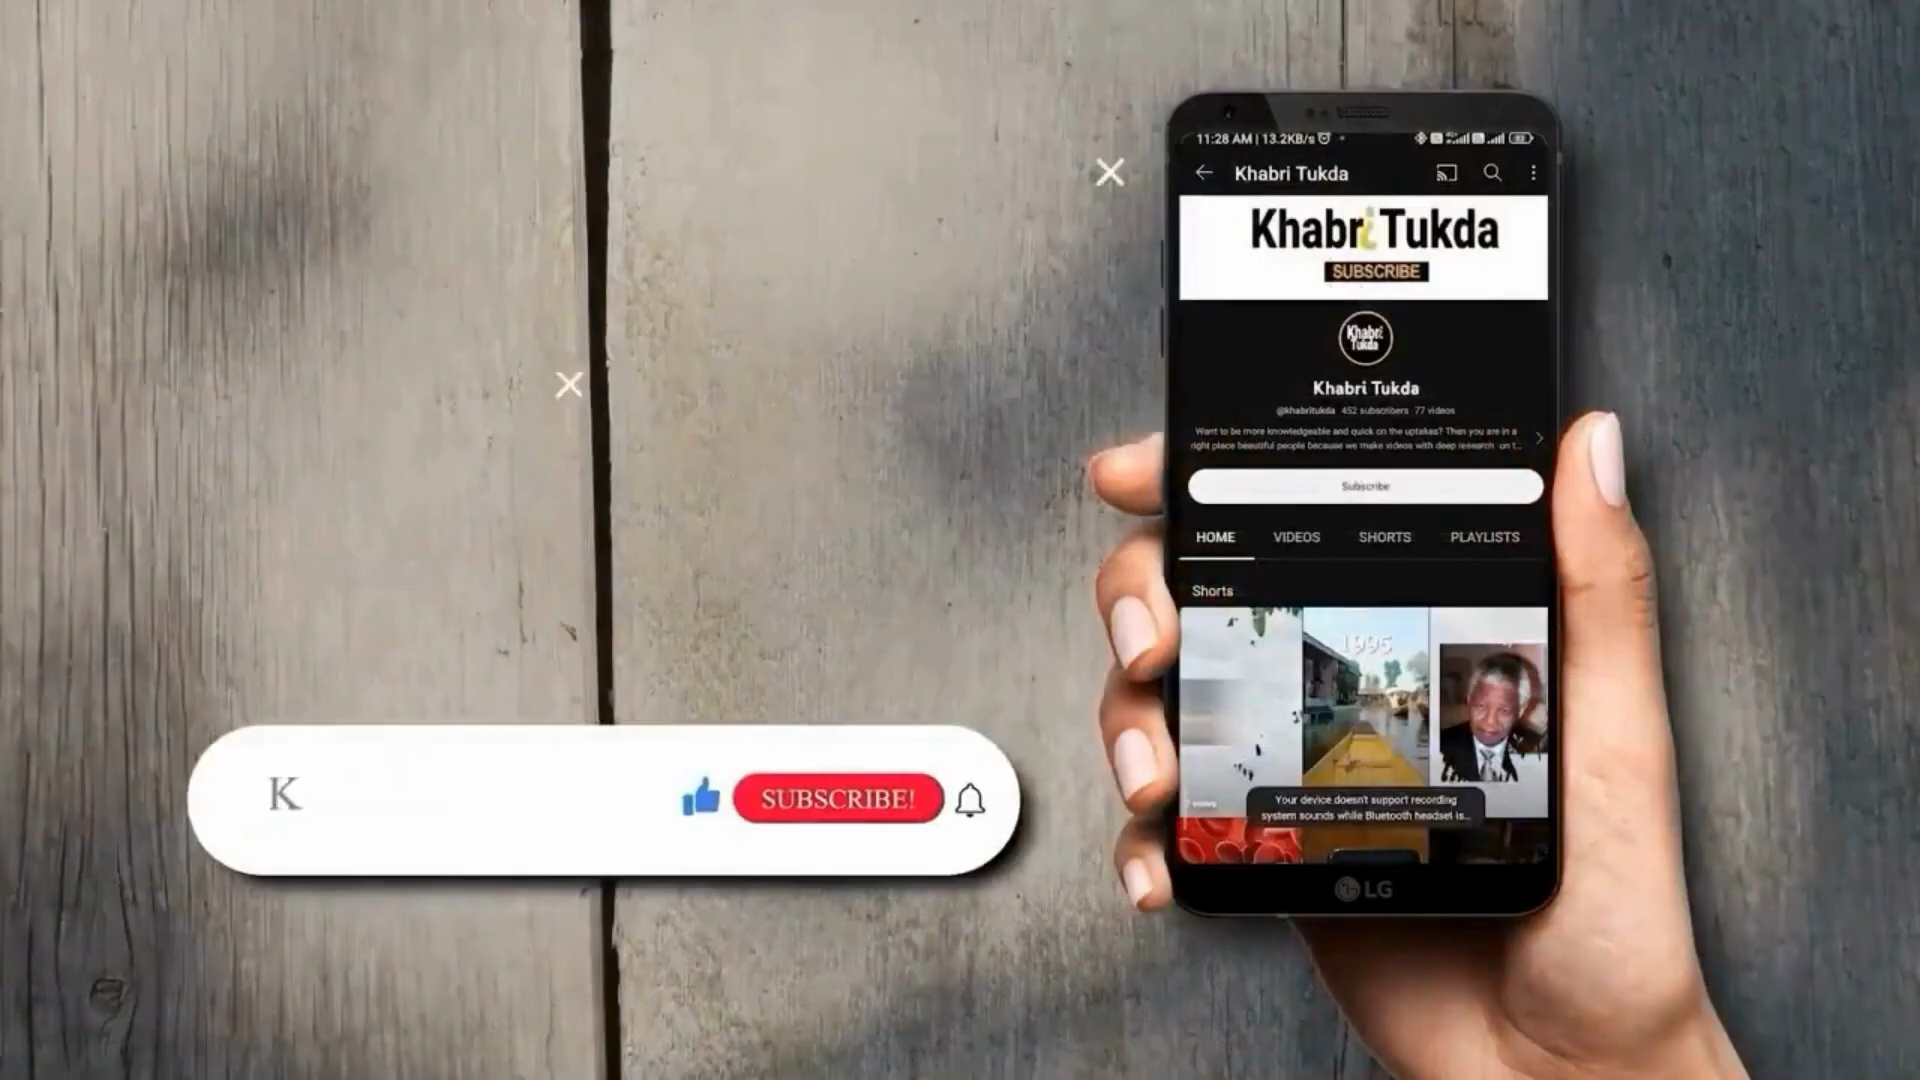 11:28 AM | 13.2KB/s
Khabri Tukda
Khabri Tukda
SUBSCRIBE
Khabri
Tukda
Khabri Tukda
@khabritukda 452 subscribers 77 videos
Want to be more knowledgeable and quick on the uptakes? Then you are in a
right place beautiful people because we make videos with deep research on t...
Subscribe
HOME VIDEOS SHORTS PLAYLISTS
Shorts
1995
views
Your device doesn't support recording
system sounds while Bluetooth headset is...
LG
K
SUBSCRIBE!